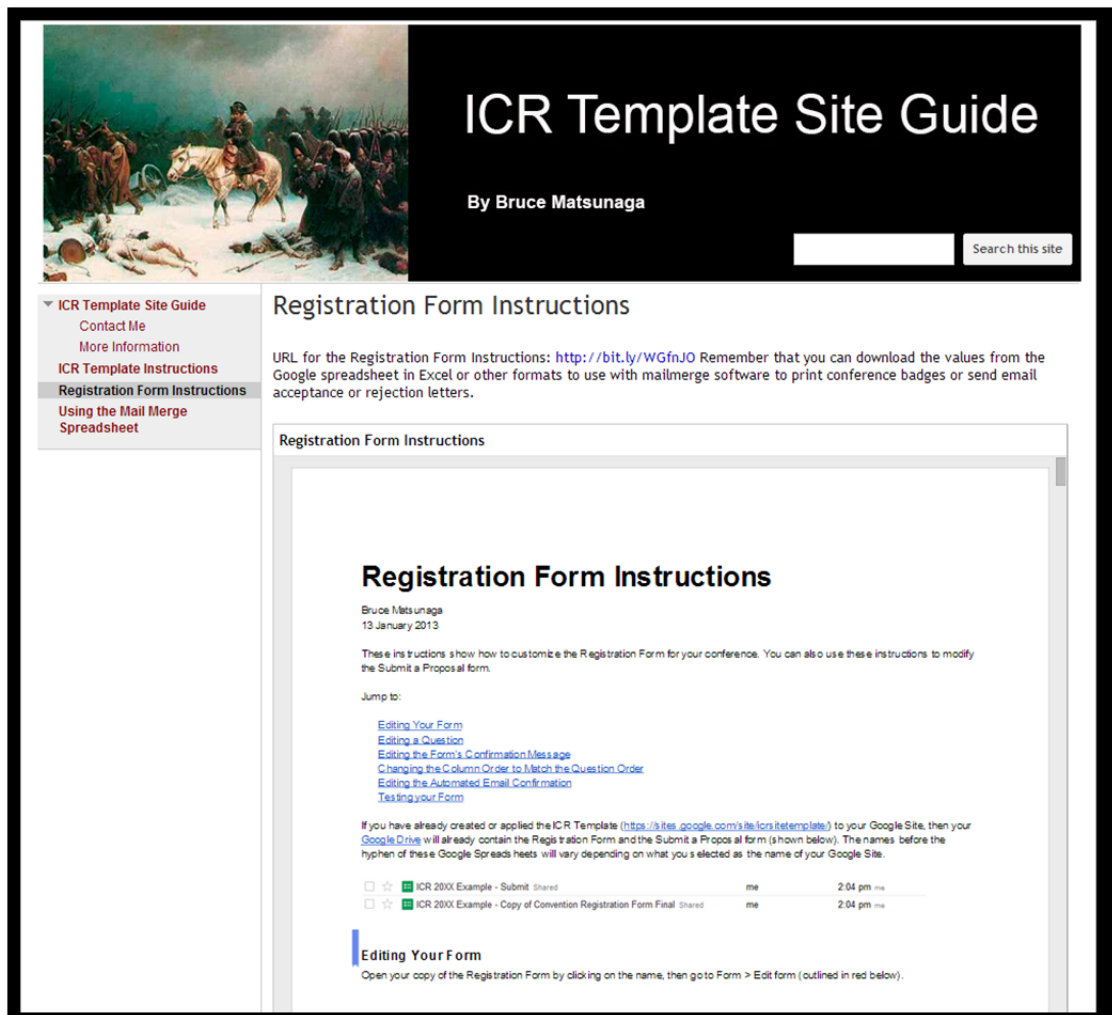 ICR Template Site Guide
By Bruce Matsunaga
Search this site
ICR Template Site Guide
Contact Me
More Information
ICR Template Instructions
Registration Form Instructions
Using the Mail Merge
Spreadsheet
Registration Form Instructions
URL for the Registration Form Instructions: http://bit.ly/WGfnJO Remember that you can download the values from the
Google spreadsheet in Excel or other formats to use with mailmerge software to print conference badges or send email
acceptance or rejection letters.
Registration Form Instructions
Registration Form Instructions
Bruce Matsunaga
13 January 2013
These instructions show how to customize the Registration Form for your conference. You can also use these instructions to modify
the Submit a Proposal form.
Jump to:
Editing Your Form
Editing a Question
Editing the Form's Confirmation Message
Changing the Column Order to Match the Question Order
Editing the Automated Email Confirmation
Testing your Form
If you have already created or applied the ICR Template (https://sites.google.com/site/icrsitetemplate/) to your Google Site, then your
Google Drive will already contain the Registration Form and the Submit a Proposal form (shown below). The names before the
hyphen of these Google Spreadsheets will vary depending on what you selected as the name of your Google Site.
ICR 20XX Example - Submit Shared me 2:04 pm me
ICR 20XX Example - Copy of Convention Registration Form Final Shared me 2:04 pm me
Editing Your Form
Open your copy of the Registration Form by clicking on the name, then go to Form > Edit form (outlined in red below).